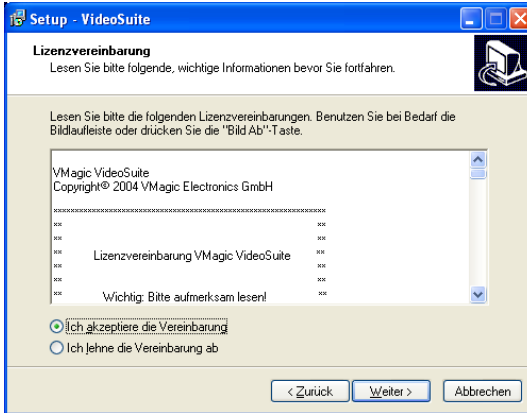 Setup - VideoSuite
Lizenzvereinbarung
Lesen Sie bitte folgende, wichtige Informationen bevor Sie fortfahren.
Lesen Sie bitte die folgenden Lizenzvereinbarungen. Benutzen Sie bei Bedarf die
Bildlaufleiste oder drücken Sie die "Bild Ab"-Taste.
VMagic VideoSuite
Copyright© 2004 VMagic Electronics GmbH
××××××××××××××××××××××××××××××××××××××××××××××××××××××
×× ××
×× ××
×× Lizenzvereinbarung VMagic VideoSuite ××
×× ××
×× ××
×× Wichtig: Bitte aufmerksam lesen! ××
Ich akzeptiere die Vereinbarung
Ich lehne die Vereinbarung ab
< Zurück Weiter > Abbrechen